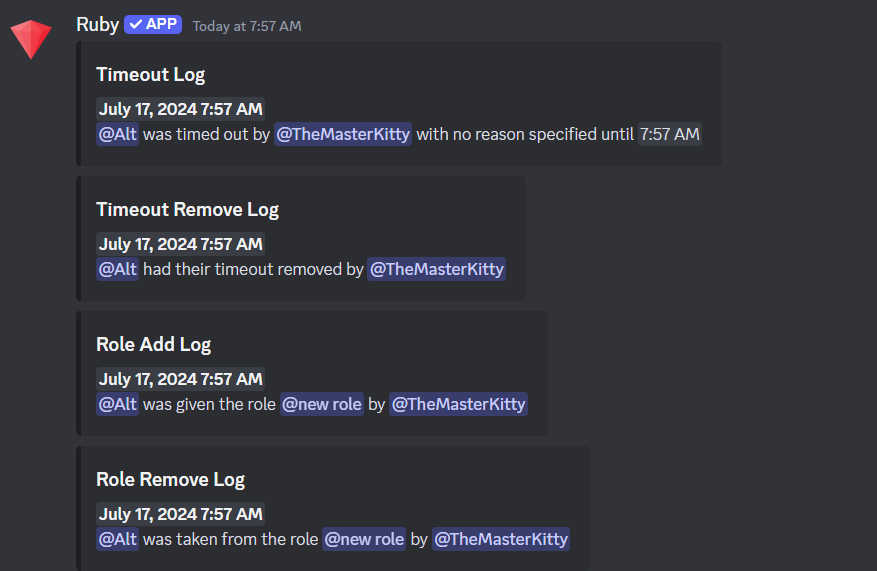 Ruby ✓ APP Today at 7:57 AM
Timeout Log
July 17, 2024 7:57 AM
@Alt was timed out by @TheMasterKitty with no reason specified until 7:57 AM
Timeout Remove Log
July 17, 2024 7:57 AM
@Alt had their timeout removed by @TheMasterKitty
Role Add Log
July 17, 2024 7:57 AM
@Alt was given the role @new role by @TheMasterKitty
Role Remove Log
July 17, 2024 7:57 AM
@Alt was taken from the role @new role by @TheMasterKitty